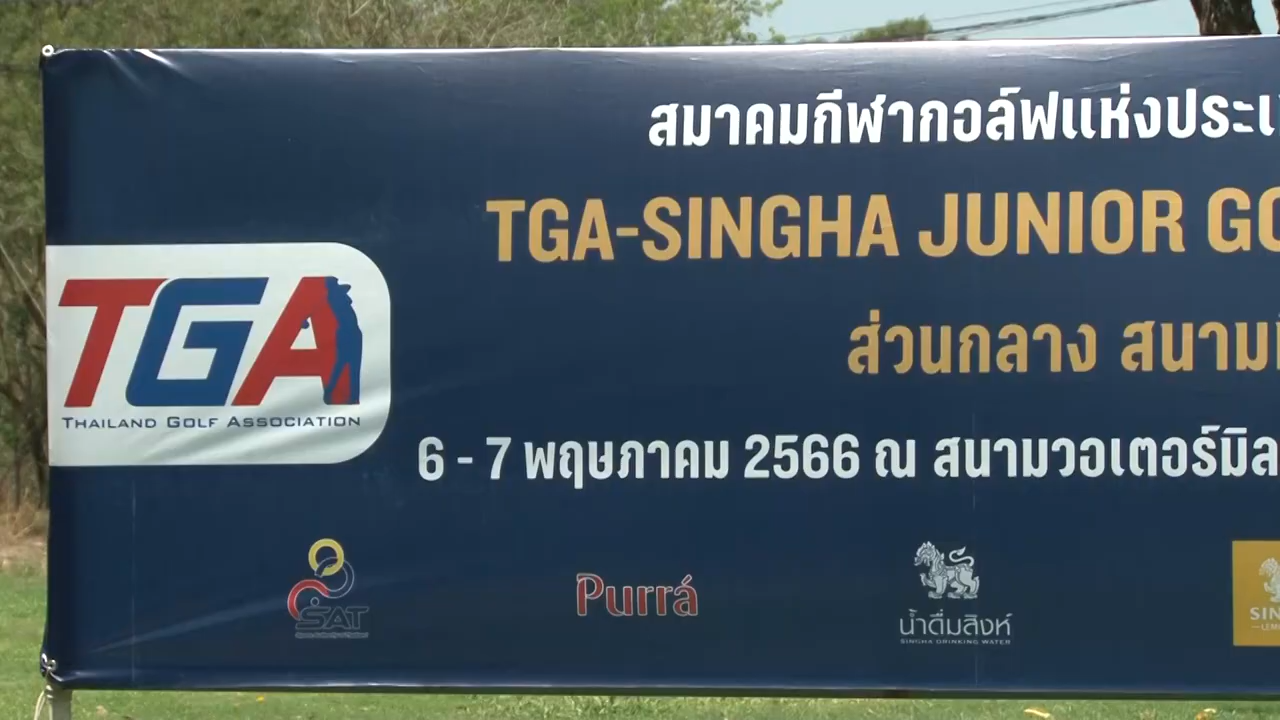 สมาคมกีฬากอล์ฟแห่งประเ
TGA-SINGHA JUNIOR GO
ส่วนกลาง สนาม
6 - 7 พฤษภาคม 2566 ณ สนามวอเตอร์มิล
TGA
THAILAND GOLF ASSOCIATION
SAT
Purrá
น้ำดื่มสิงห์
SINGHA DRINKING WATER
SIN